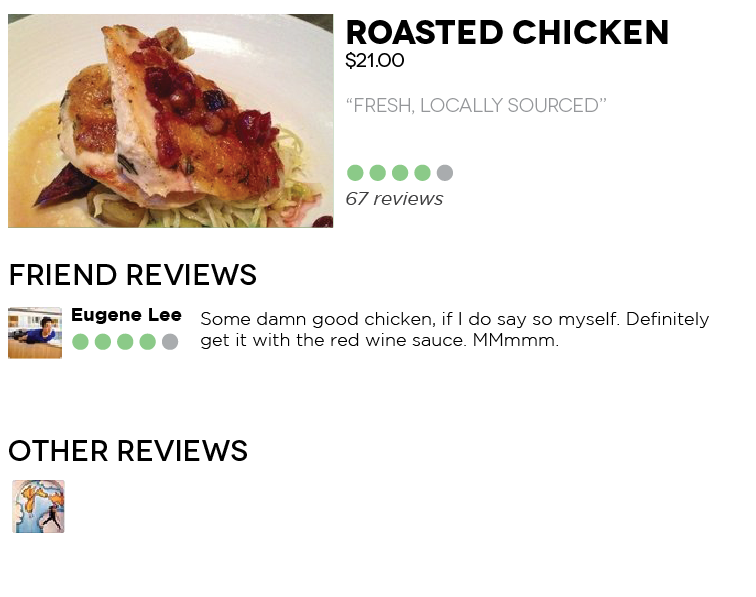 ROASTED CHICKEN
$21.00
“FRESH, LOCALLY SOURCED”
67 reviews
FRIEND REVIEWS
Eugene Lee
Some damn good chicken, if I do say so myself. Definitely
get it with the red wine sauce. MMmmm.
OTHER REVIEWS